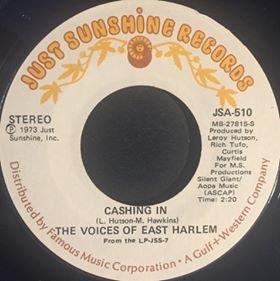 JUST SUNSHINE RECORDS
STEREO
Ⓟ 1973 Just
Sunshine, Inc.
JSA-510
MB-27815-S
Produced by
Leroy Hutson,
Rich Tufo,
Curtis
Mayfield
For M.S.
Productions
Silent Giant/
Aopa Music
(ASCAP)
Time: 2:20
CASHING IN
(L. Hutson-M. Hawkins)
THE VOICES OF EAST HARLEM
From the LP-JSS-7
Distributed by Famous Music Corporation • A Gulf+Western Company